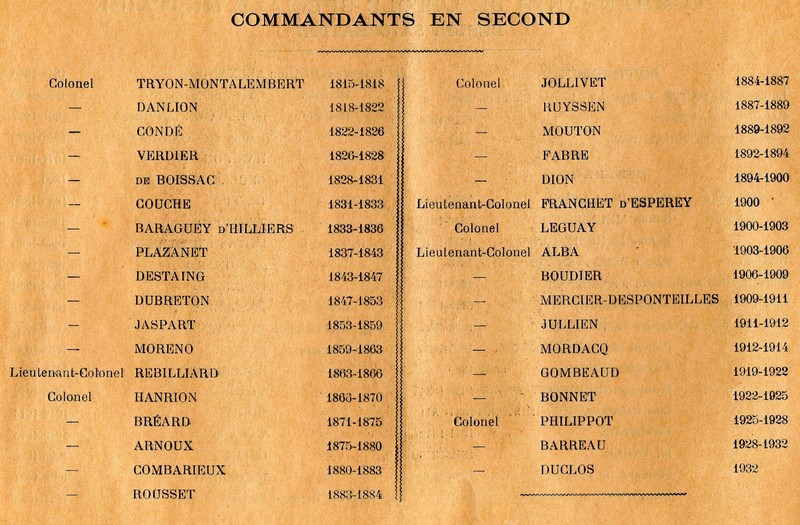 COMMANDANTS EN SECOND
Colonel TRYON-MONTALEMBERT 1815-1818
— DANLION 1818-1822
— CONDÉ 1822-1826
— VERDIER 1826-1828
— DE BOISSAC 1828-1831
— COUCHE 1831-1833
— BARAGUEY D'HILLIERS 1833-1836
— PLAZANET 1837-1843
— DESTAING 1843-1847
— DUBRETON 1847-1853
— JASPART 1853-1859
— MORENO 1859-1863
Lieutenant-Colonel REBILLIARD 1863-1866
Colonel HANRION 1866-1870
— BRÉARD 1871-1875
— ARNOUX 1875-1880
— COMBARIEUX 1880-1883
— ROUSSET 1883-1884
Colonel JOLLIVET 1884-1887
— RUYSSEN 1887-1889
— MOUTON 1889-1892
— FABRE 1892-1894
— DION 1894-1900
Lieutenant-Colonel FRANCHET D'ESPEREY 1900
Colonel LEGUAY 1900-1903
Lieutenant-Colonel ALBA 1903-1906
— BOUDIER 1906-1909
— MERCIER-DESPONTEILLES 1909-1911
— JULLIEN 1911-1912
— MORDACQ 1912-1914
— GOMBEAUD 1919-1922
— BONNET 1922-1925
Colonel PHILIPPOT 1925-1928
— BARREAU 1928-1932
— DUCLOS 1932